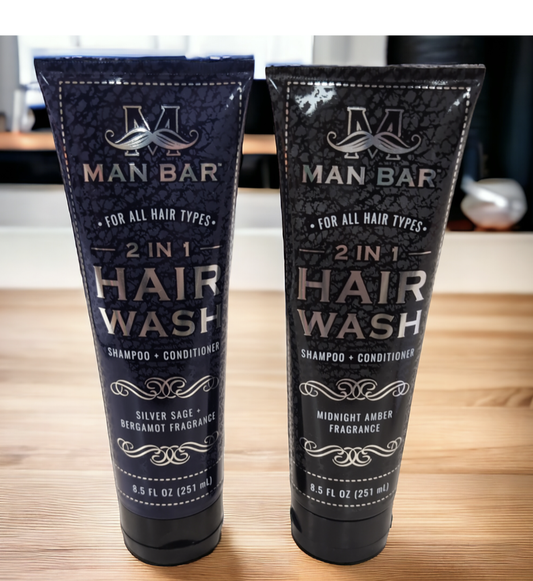 M
MAN BAR™
• FOR ALL HAIR TYPES •
2 IN 1
HAIR
WASH
SHAMPOO + CONDITIONER
SILVER SAGE +
BERGAMOT FRAGRANCE
8.5 FL OZ (251 mL)
M
MAN BAR™
• FOR ALL HAIR TYPES •
2 IN 1
HAIR
WASH
SHAMPOO + CONDITIONER
MIDNIGHT AMBER
FRAGRANCE
8.5 FL OZ (251 mL)